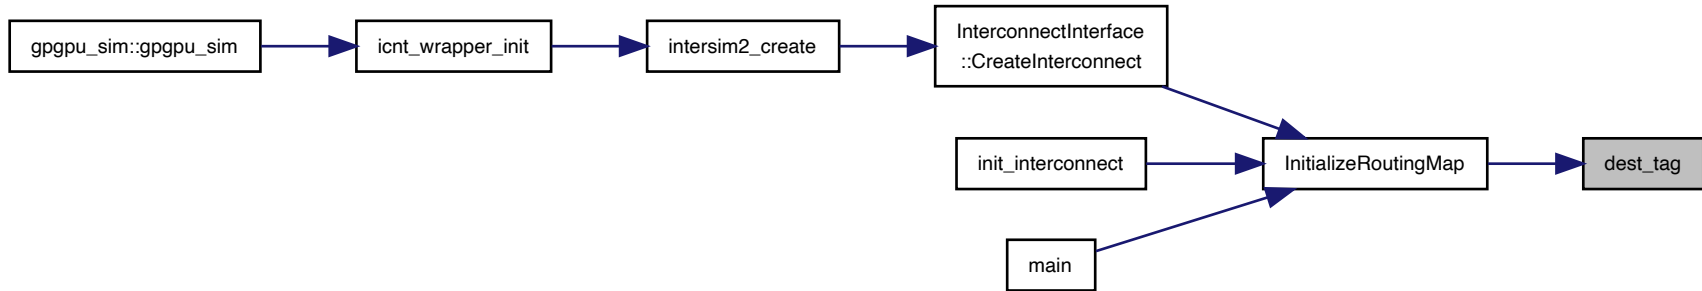 gpgpu_sim::gpgpu_sim
icnt_wrapper_init
intersim2_create
InterconnectInterface
::CreateInterconnect
init_interconnect
InitializeRoutingMap
dest_tag
main